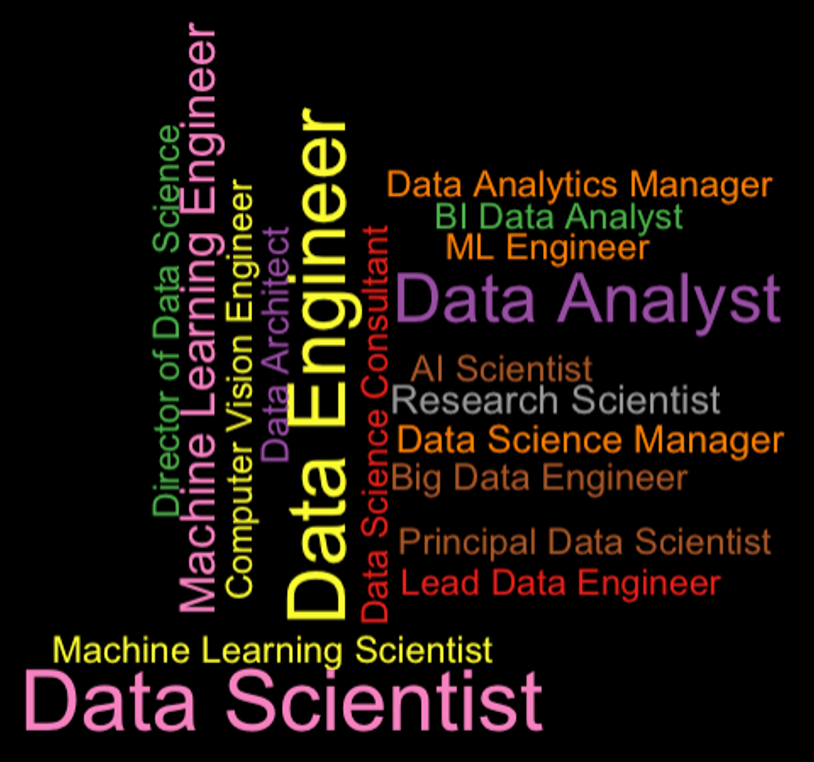 Director of Data Science
Machine Learning Engineer
Computer Vision Engineer
Data Architect
Data Engineer
Data Science Consultant
Data Analytics Manager
BI Data Analyst
ML Engineer
Data Analyst
AI Scientist
Research Scientist
Data Science Manager
Big Data Engineer
Principal Data Scientist
Lead Data Engineer
Machine Learning Scientist
Data Scientist